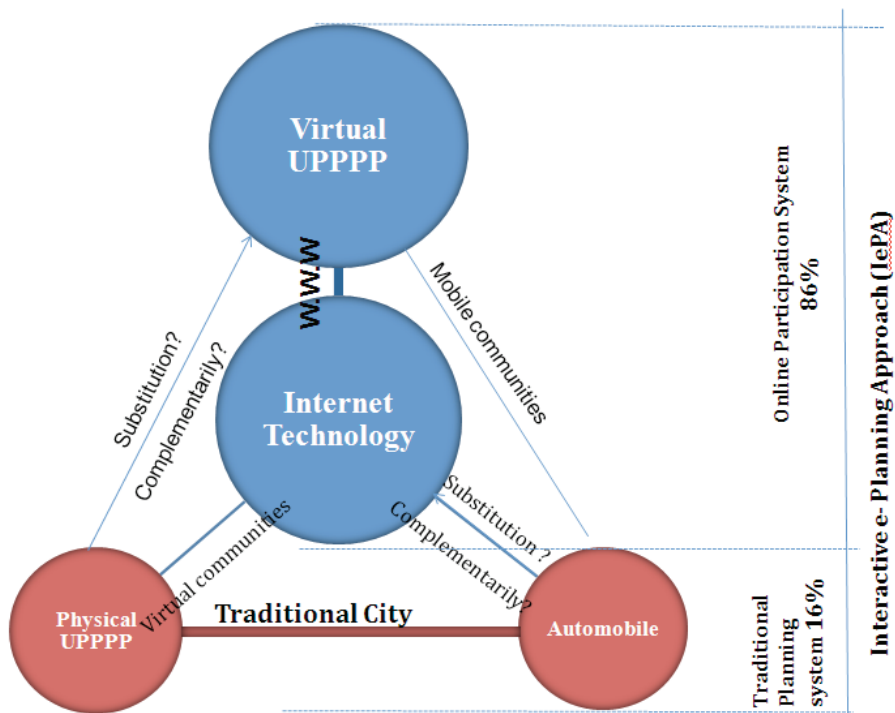 Virtual
UPPPP
W.W.W
Substitution?
Complementarily?
Mobile communities
Internet
Technology
Virtual communities
Substitution ?
Complementarily?
Physical
UPPPP
Traditional City
Automobile
Online Participation System
86%
Traditional
Planning
system 16%
Interactive e- Planning Approach (IePA)